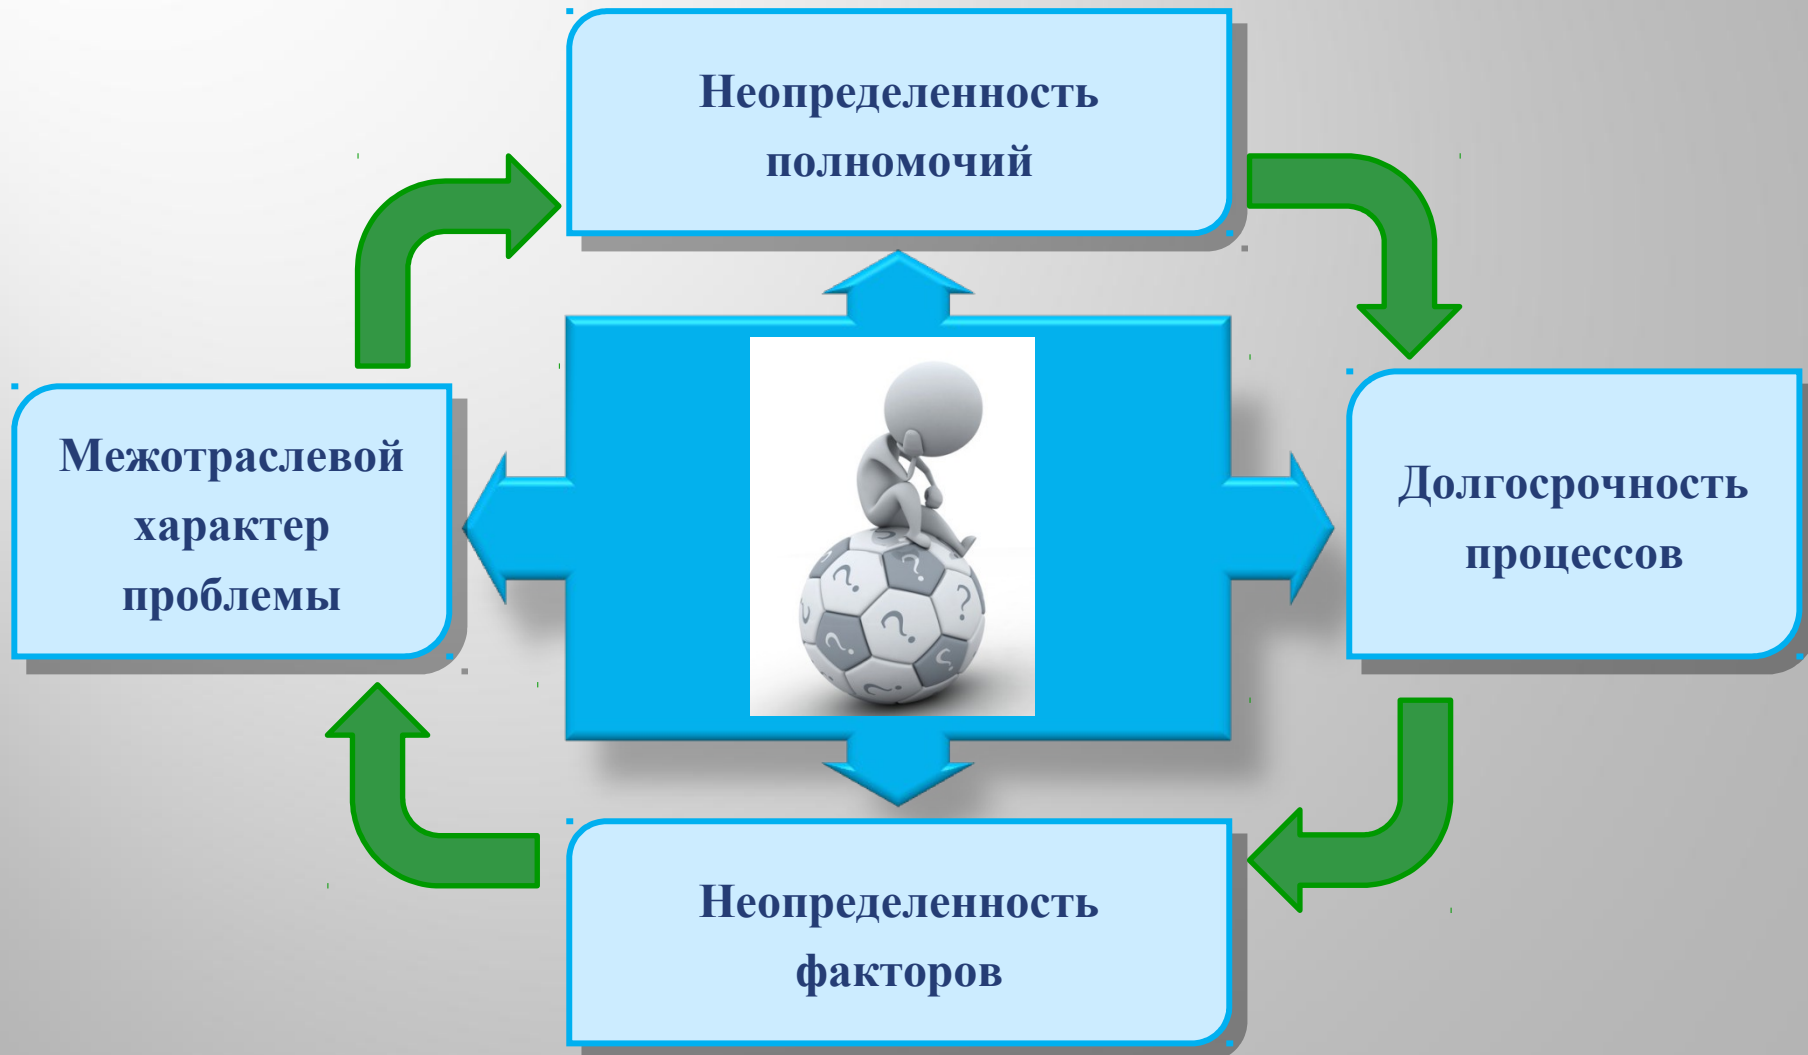 Неопределенность
полномочий
Межотраслевой
характер
проблемы
Долгосрочность
процессов
? ? ? ? ? ? ?
Неопределенность
факторов